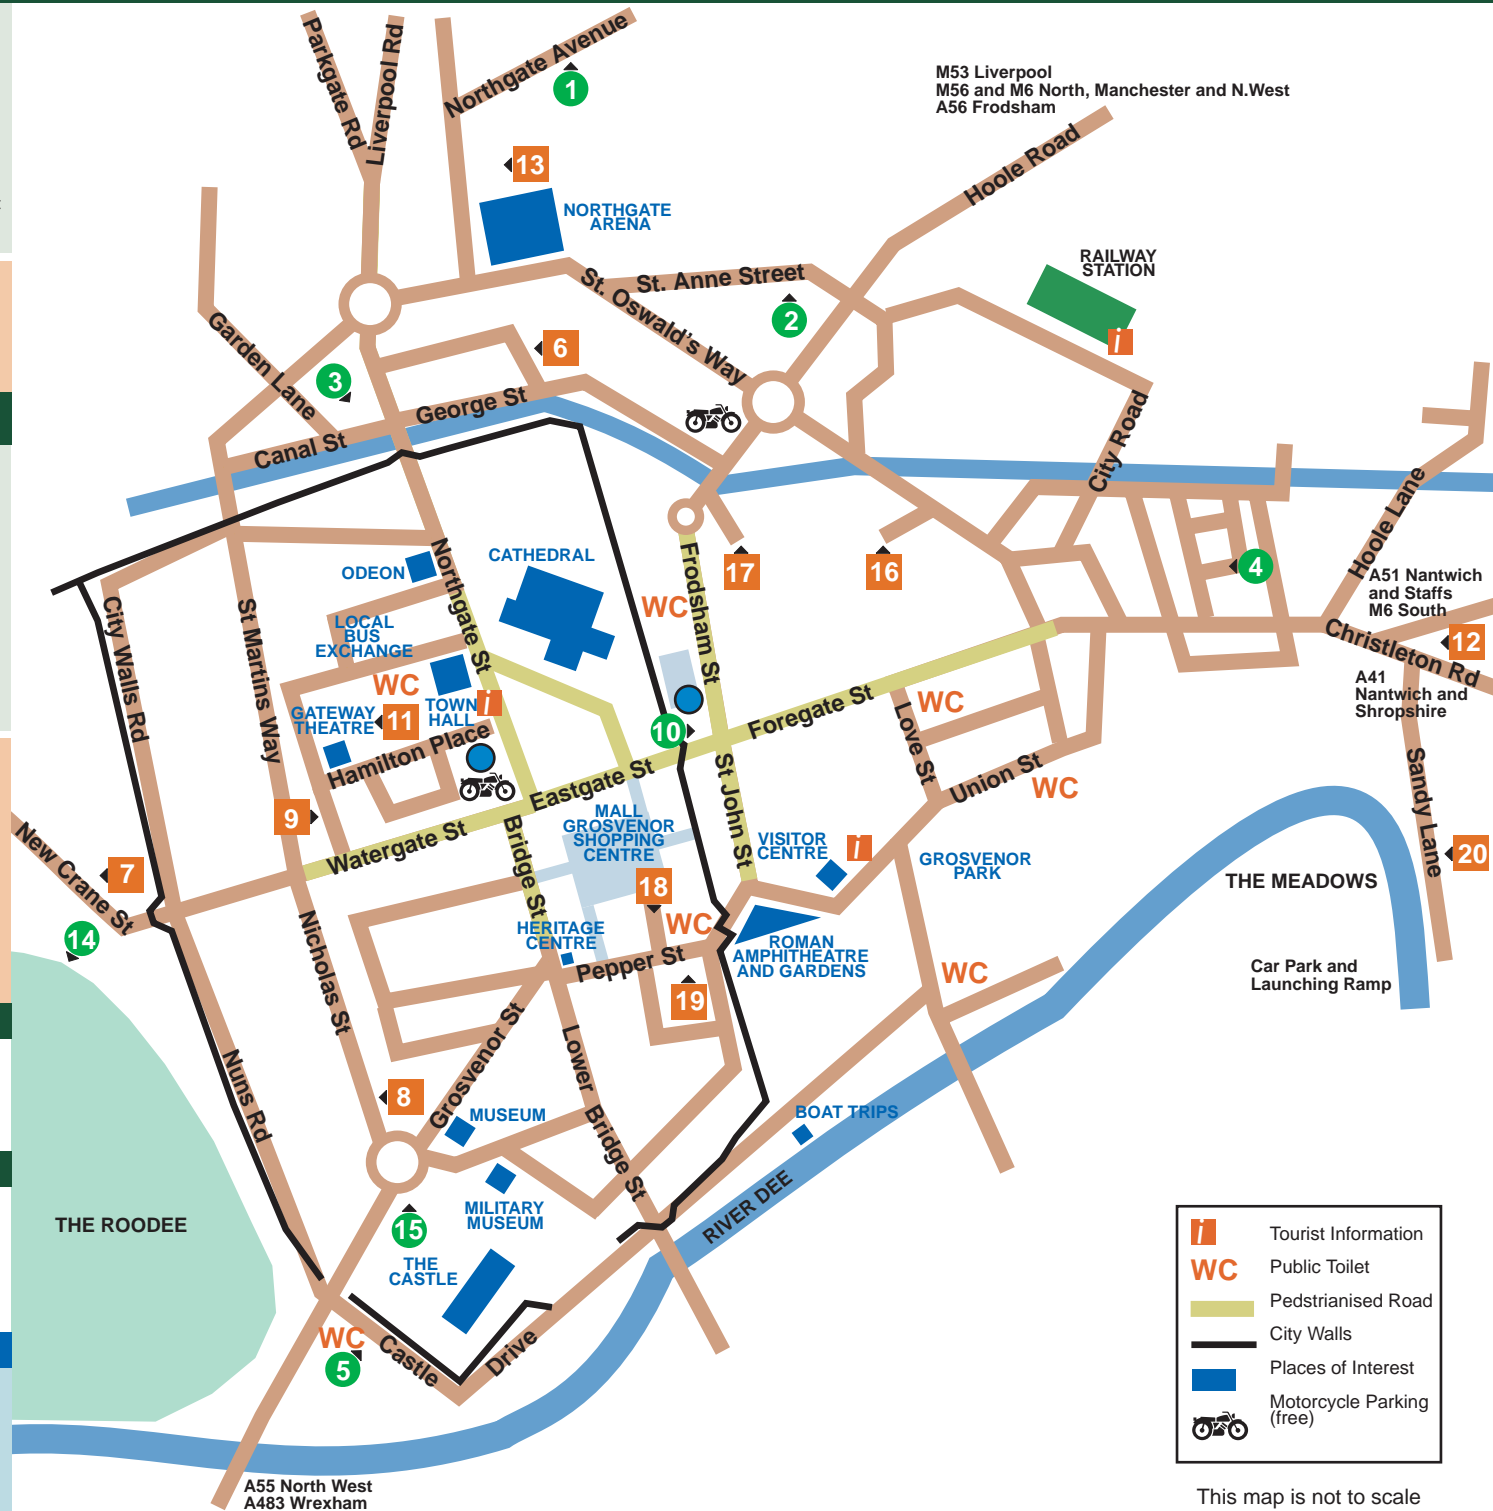 Parkgate Rd
Liverpool Rd
Northgate Avenue
1
M53 Liverpool
M56 and M6 North, Manchester and N.West
A56 Frodsham
Hoole Road
13
NORTHGATE
ARENA
RAILWAY
STATION
i
St. Anne Street
St. Oswald's Way
2
Garden Lane
3
6
George St
Canal St
City Road
Hoole Lane
CATHEDRAL
ODEON
Northgate St
Frodsham St
17
16
4
A51 Nantwich
and Staffs
M6 South
12
Christleton Rd
A41
Nantwich and
Shropshire
City Walls Rd
St Martins Way
LOCAL
BUS
EXCHANGE
WC
WC
TOWN
HALL
i
GATEWAY
THEATRE
11
Hamilton Place
10
Foregate St
WC
Love St
Union St
WC
Sandy Lane
20
9
Eastgate St
Watergate St
Bridge St
MALL
GROSVENOR
SHOPPING
CENTRE
St John St
VISITOR
CENTRE
i
GROSVENOR
PARK
THE MEADOWS
New Crane St
7
14
18
WC
HERITAGE
CENTRE
Pepper St
ROMAN
AMPHITHEATRE
AND GARDENS
WC
Car Park and
Launching Ramp
19
Nicholas St
Nuns Rd
Grosvenor St
Lower Bridge St
8
MUSEUM
BOAT TRIPS
MILITARY
MUSEUM
RIVER DEE
THE ROODEE
15
THE
CASTLE
WC
5
Castle Drive
A55 North West
A483 Wrexham
i Tourist Information
WC Public Toilet
Pedstrianised Road
City Walls
Places of Interest
Motorcycle Parking
(free)
This map is not to scale